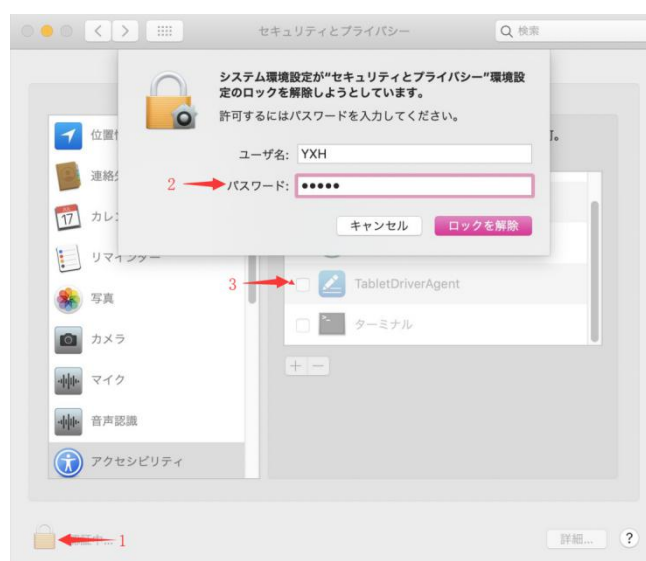 セキュリティとプライバシー
検索
システム環境設定が“セキュリティとプライバシー”環境設
定のロックを解除しようとしています。
許可するにはパスワードを入力してください。
ユーザ名: YXH
2 パスワード: ●●●●●
キャンセル ロックを解除
位置情
連絡先
17 カレン
リマインダー
写真
カメラ
マイク
音声認識
アクセシビリティ
3 TabletDriverAgent
ターミナル
+ −
1
詳細... ?